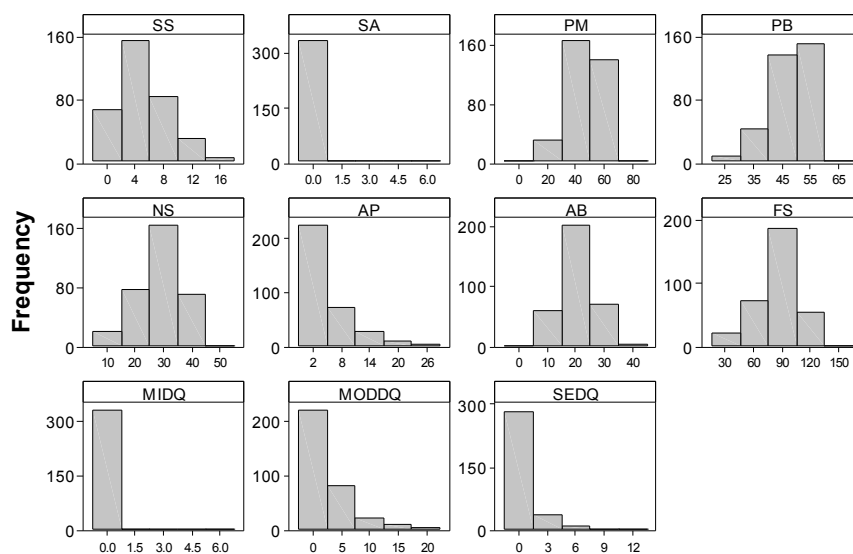 SS SA PM PB
160 300 160 160
80 150 80 80
0 0 0 0
0 4 8 12 16 0.0 1.5 3.0 4.5 6.0 0 20 40 60 80 25 35 45 55 65
NS AP AB FS
160 200 200 200
80 100 100 100
0 0 0 0
10 20 30 40 50 2 8 14 20 26 0 10 20 30 40 30 60 90 120 150
MIDQ MODDQ SEDQ
300 200 300
150 100 150
0 0 0
0.0 1.5 3.0 4.5 6.0 0 5 10 15 20 0 3 6 9 12
Frequency